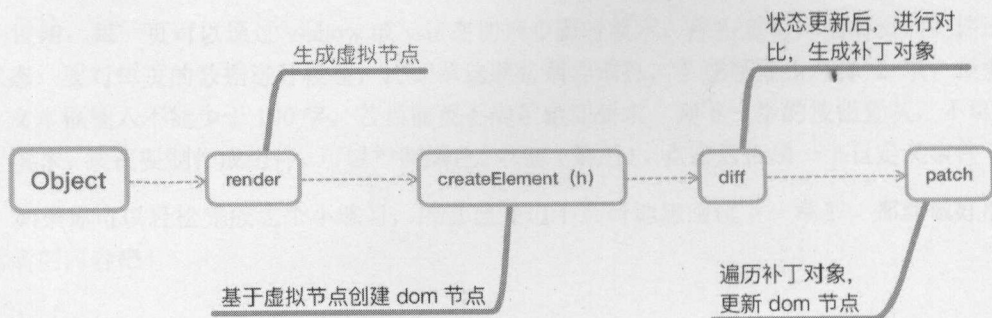 状态更新后，进行对
比，生成补丁对象
生成虚拟节点
Object
render
createElement（h）
diff
patch
基于虚拟节点创建 dom 节点
遍历补丁对象，
更新 dom 节点